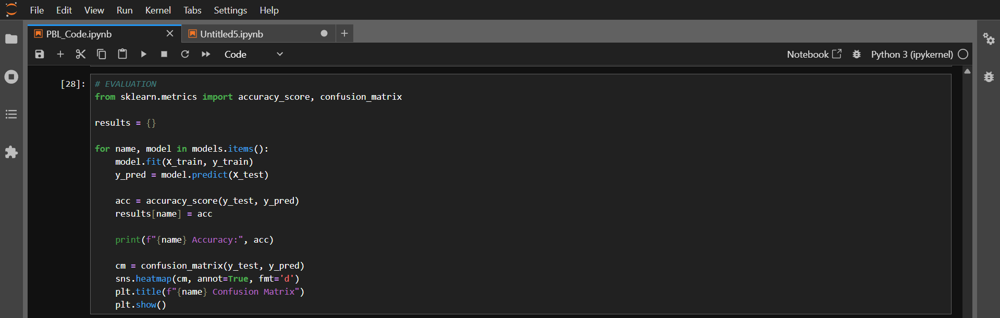 File Edit View Run Kernel Tabs Settings Help
PBL_Code.ipynb Untitled5.ipynb
Code Notebook Python 3 (ipykernel)
[28]:
# EVALUATION
from sklearn.metrics import accuracy_score, confusion_matrix
results = {}
for name, model in models.items():
    model.fit(X_train, y_train)
    y_pred = model.predict(X_test)
    acc = accuracy_score(y_test, y_pred)
    results[name] = acc
    print(f"{name} Accuracy:", acc)
    cm = confusion_matrix(y_test, y_pred)
    sns.heatmap(cm, annot=True, fmt='d')
    plt.title(f"{name} Confusion Matrix")
    plt.show()